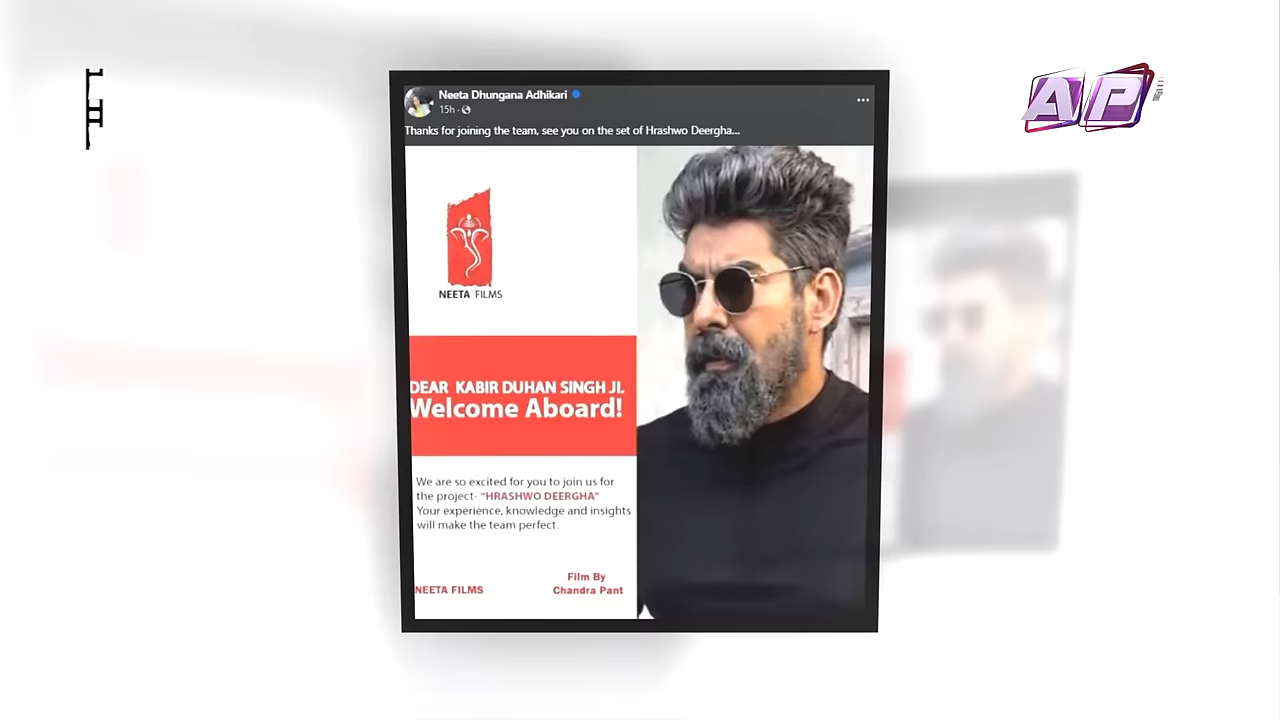 AP
Neeta Dhungana Adhikari
15h ·
Thanks for joining the team, see you on the set of Hrashwo Deergha...
NEETA FILMS
DEAR KABIR DUHAN SINGH JI.
Welcome Aboard!
We are so excited for you to join us for
the project- “HRASHWO DEERGHA”
Your experience, knowledge and insights
will make the team perfect.
NEETA FILMS
Film By
Chandra Pant